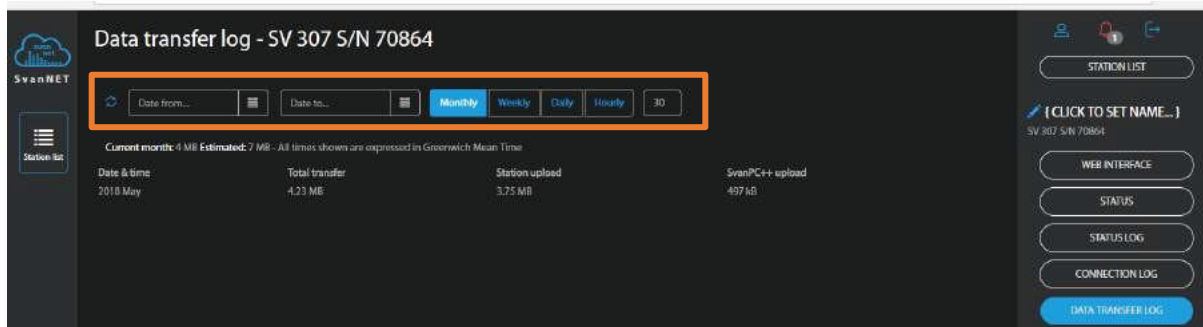 svan
net
SvanNET
Station list
Data transfer log - SV 307 S/N 70864
Date from...
Date to...
Monthly
Weekly
Daily
Hourly
30
Current month: 4 MB Estimated: 7 MB - All times shown are expressed in Greenwich Mean Time
Date & time Total transfer Station upload SvanPC++ upload
2018 May 4,23 MB 3,75 MB 497 kB
1
STATION LIST
{ CLICK TO SET NAME... }
SV 307 S/N 70864
WEB INTERFACE
STATUS
STATUS LOG
CONNECTION LOG
DATA TRANSFER LOG